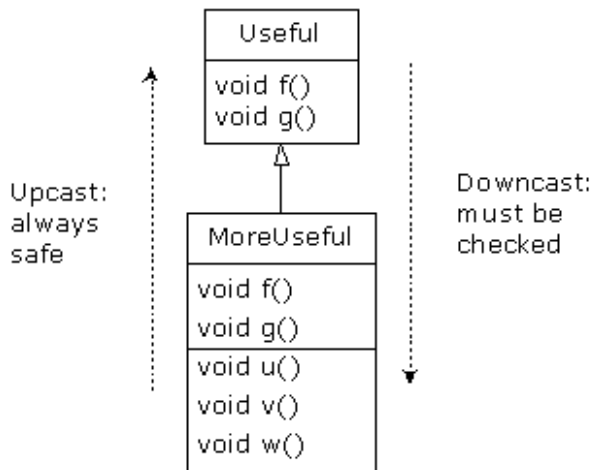 Useful
void f()
void g()
Upcast:
always
safe
Downcast:
must be
checked
MoreUseful
void f()
void g()
void u()
void v()
void w()